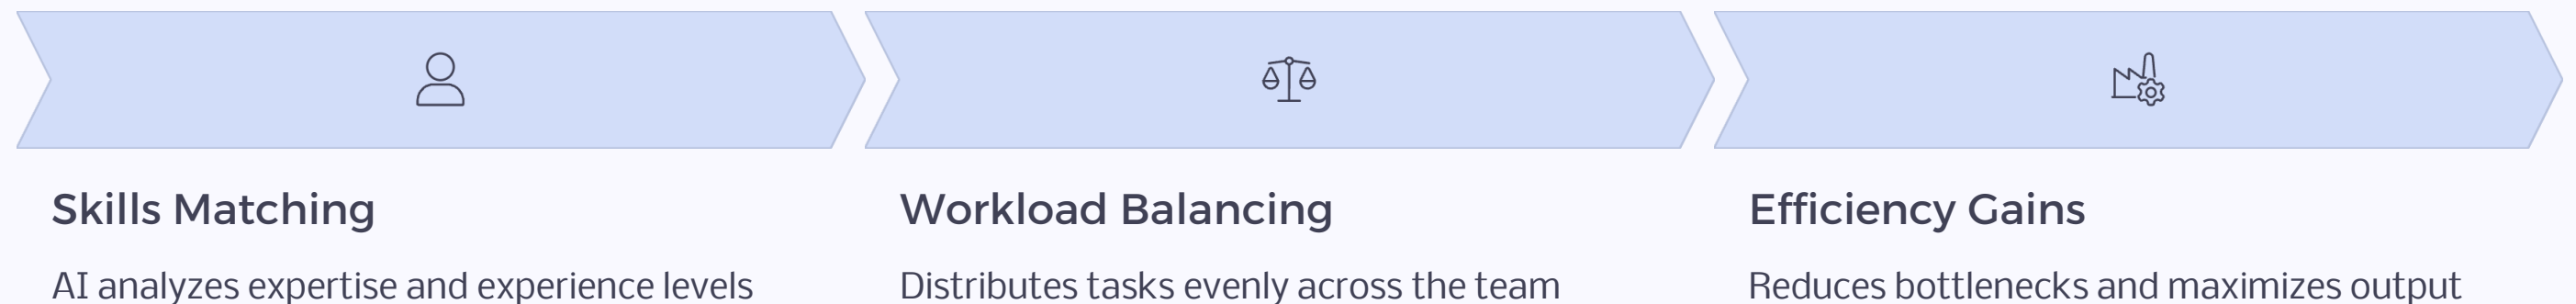 Skills Matching
AI analyzes expertise and experience levels
Workload Balancing
Distributes tasks evenly across the team
Efficiency Gains
Reduces bottlenecks and maximizes output